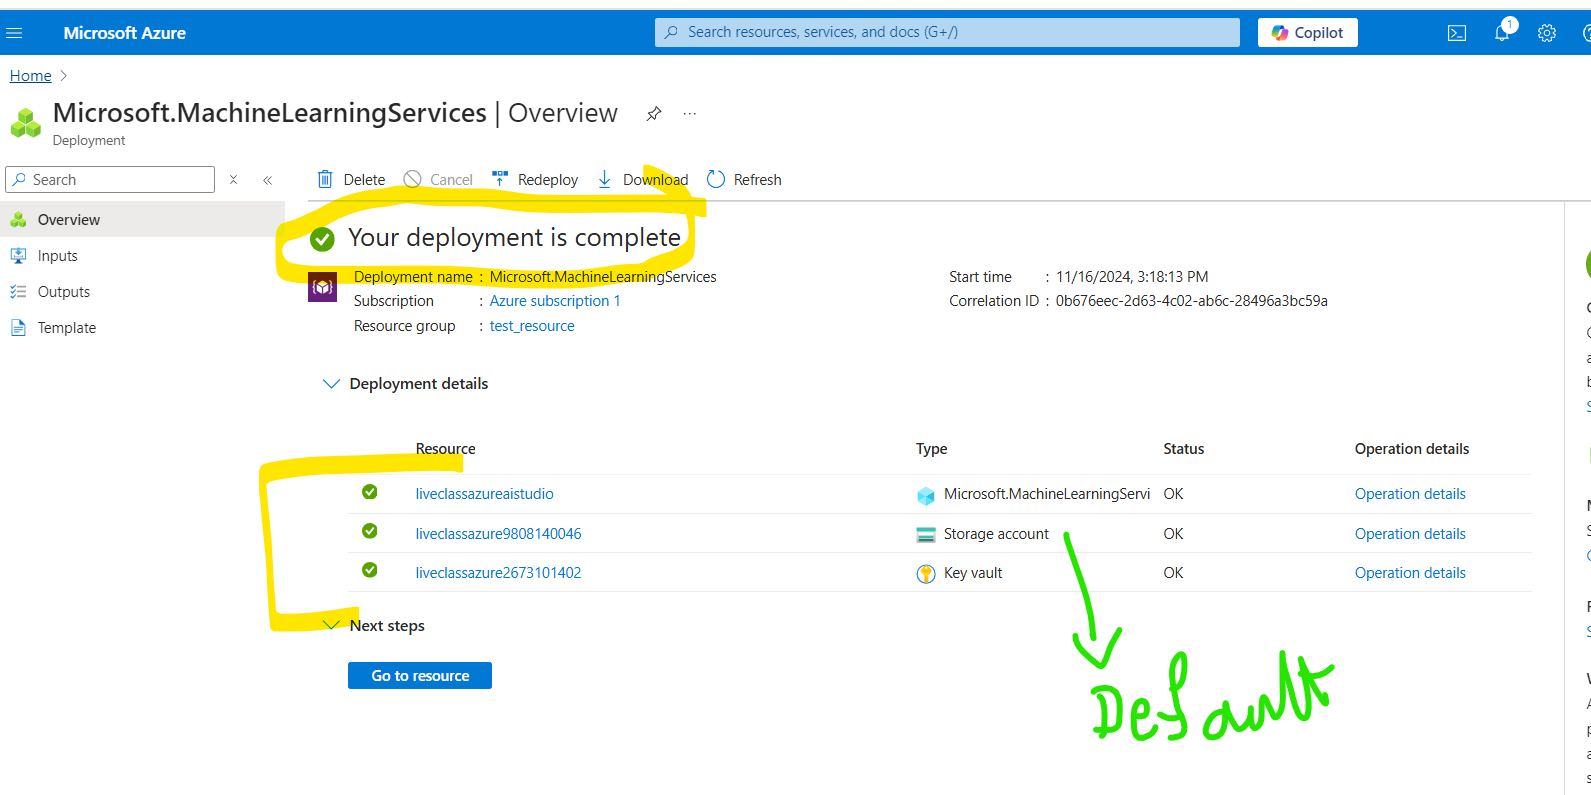 Microsoft Azure
Search resources, services, and docs (G+/)
Copilot
1
Home
Microsoft.MachineLearningServices | Overview
Deployment
Search
Delete
Cancel
Redeploy
Download
Refresh
Overview
Inputs
Outputs
Template
Your deployment is complete
Deployment name : Microsoft.MachineLearningServices
Subscription : Azure subscription 1
Resource group : test_resource
Start time : 11/16/2024, 3:18:13 PM
Correlation ID : 0b676eec-2d63-4c02-ab6c-28496a3bc59a
Deployment details
Resource Type Status Operation details
liveclassazureaistudio Microsoft.MachineLearningServi OK Operation details
liveclassazure9808140046 Storage account OK Operation details
liveclassazure2673101402 Key vault OK Operation details
Next steps
Go to resource
Default